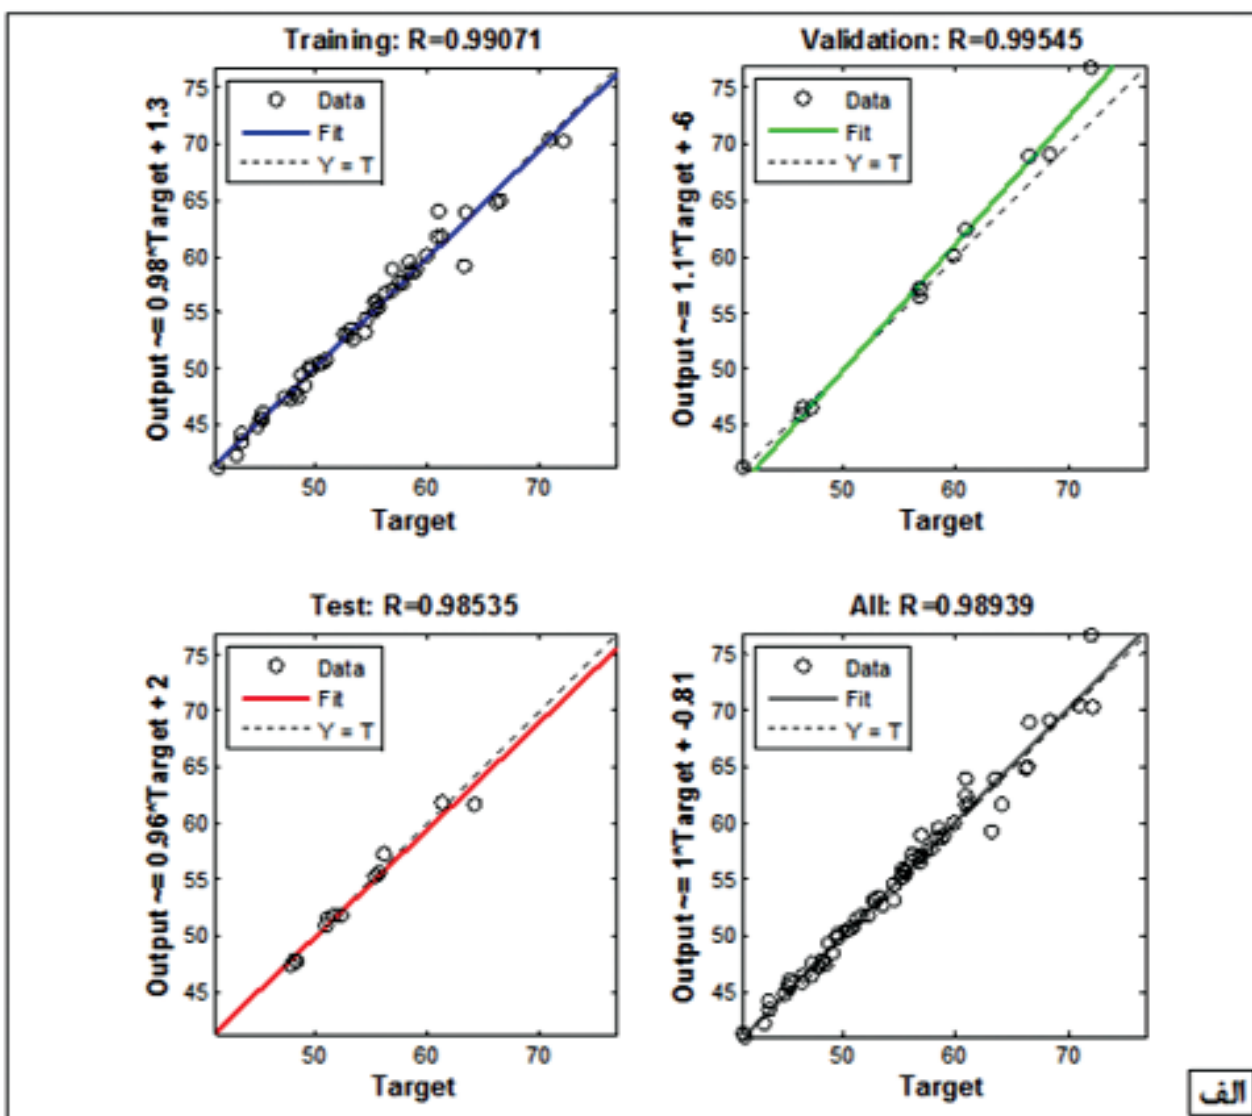 Training: R=0.99071
Output ~= 0.98*Target + 1.3
75
70
65
60
55
50
45
Data
Fit
Y = T
50 60 70
Target
Validation: R=0.99545
Output ~= 1.1*Target + -6
75
70
65
60
55
50
45
Data
Fit
Y = T
50 60 70
Target
Test: R=0.98535
Output ~= 0.96*Target + 2
75
70
65
60
55
50
45
Data
Fit
Y = T
50 60 70
Target
All: R=0.98939
Output ~= 1*Target + -0.81
75
70
65
60
55
50
45
Data
Fit
Y = T
50 60 70
Target
الف